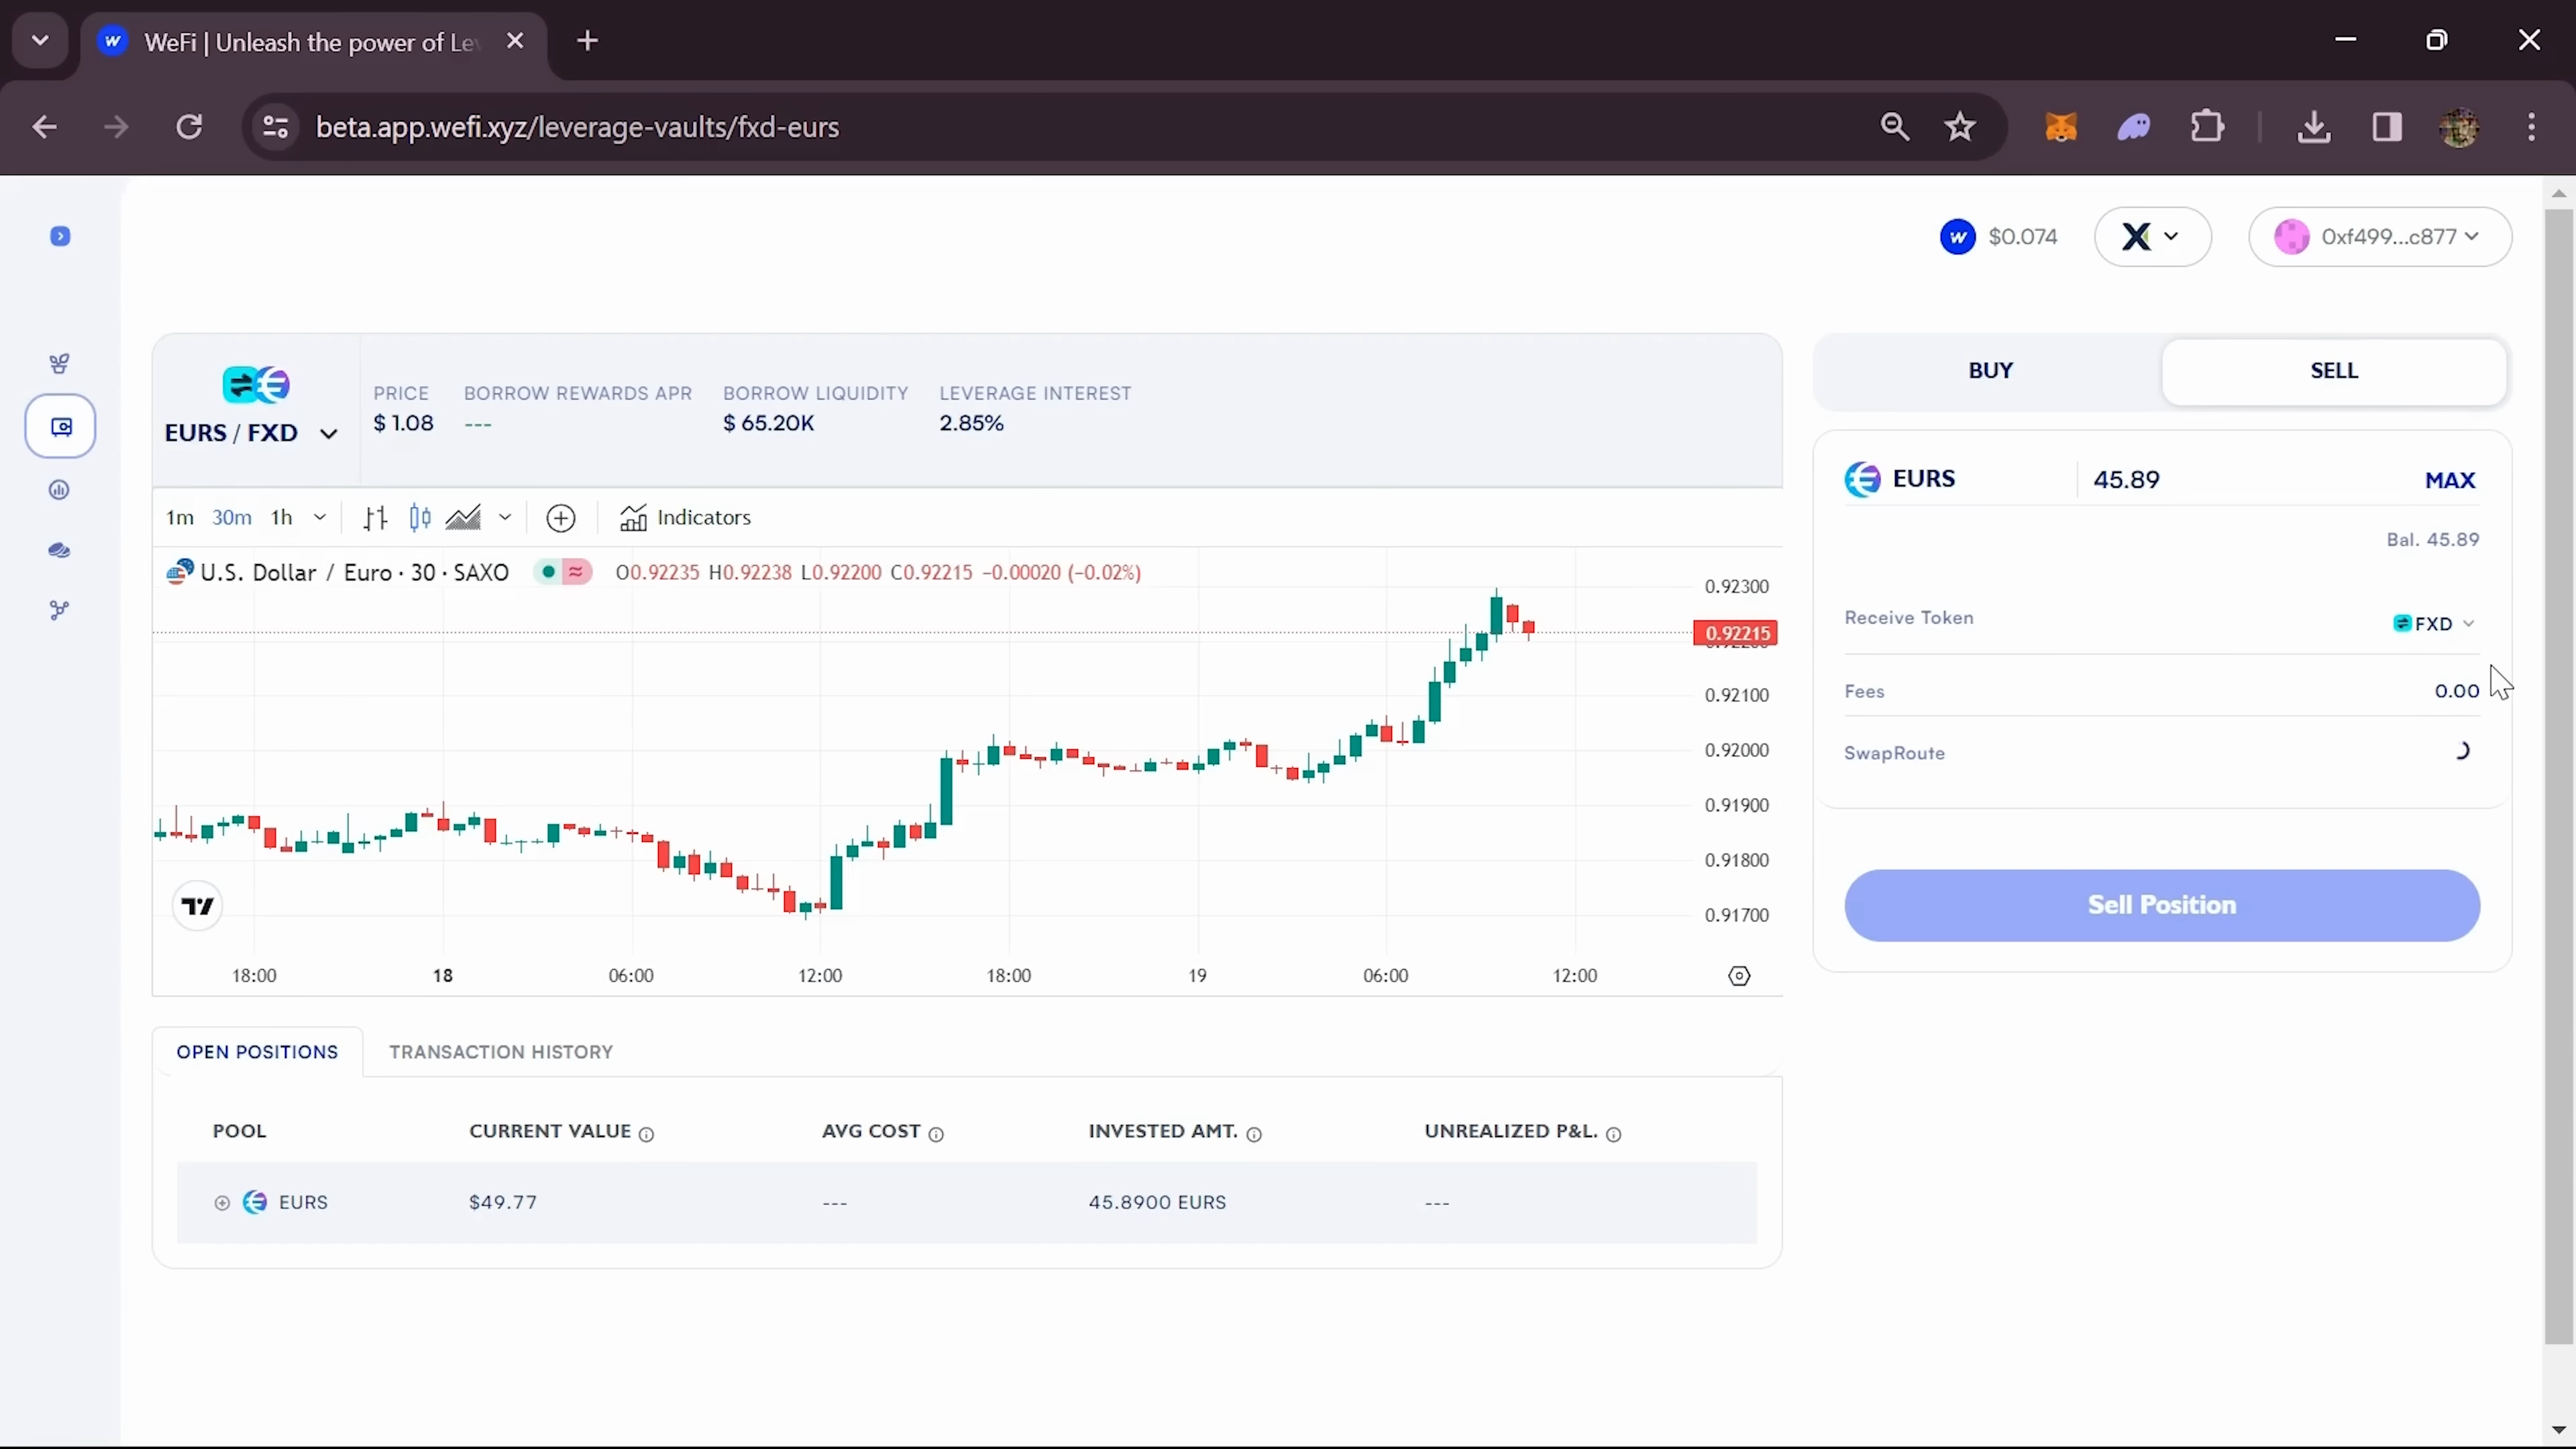 WeFi | Unleash the power of Lev
beta.app.wefi.xyz/leverage-vaults/fxd-eurs
$0.074
0xf499...c877
EURS / FXD
PRICE
$ 1.08
BORROW REWARDS APR
---
BORROW LIQUIDITY
$ 65.20K
LEVERAGE INTEREST
2.85%
BUY
SELL
EURS
45.89
MAX
Bal. 45.89
Receive Token
FXD
Fees
0.00
SwapRoute
Sell Position
1m 30m 1h
Indicators
U.S. Dollar / Euro · 30 · SAXO
O0.92235 H0.92238 L0.92200 C0.92215 −0.00020 (−0.02%)
0.92300
0.92215
0.92100
0.92000
0.91900
0.91800
0.91700
18:00 18 06:00 12:00 18:00 19 06:00 12:00
OPEN POSITIONS
TRANSACTION HISTORY
POOL CURRENT VALUE AVG COST INVESTED AMT. UNREALIZED P&L.
EURS $49.77 --- 45.8900 EURS ---